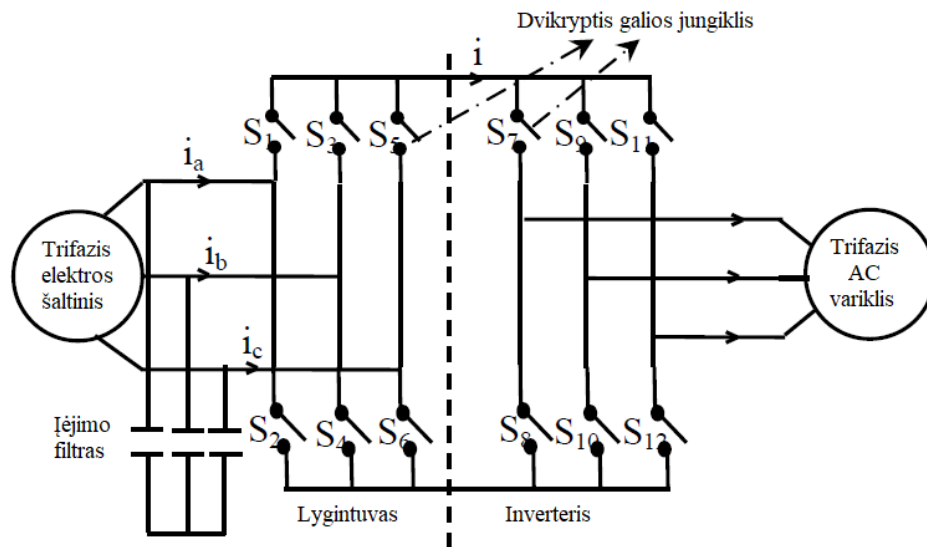 Dvikryptis galios jungiklis
i
S1 S3 S5 S7 S9 S11
ia
Trifazis
elektros
šaltinis
ib
Trifazis
AC
variklis
ic
Įėjimo
filtras
S2 S4 S6 S8 S10 S12
Lygintuvas
Inverteris